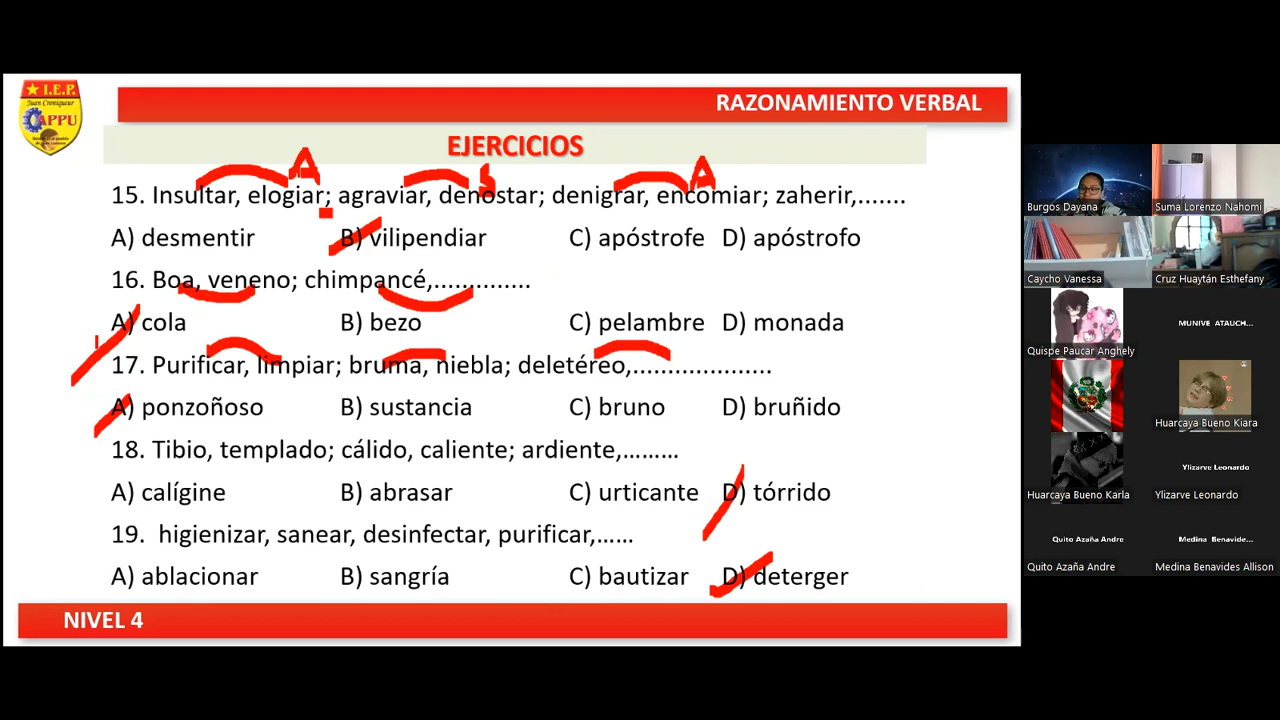 I.E.P.
Juan Croniqueur
APPU
RAZONAMIENTO VERBAL
EJERCICIOS
A S A
15. Insultar, elogiar; agraviar, denostar; denigrar, encomiar; zaherir,.......
A) desmentir B) vilipendiar C) apóstrofe D) apóstrofo
16. Boa, veneno; chimpancé,..............
A) cola B) bezo C) pelambre D) monada
17. Purificar, limpiar; bruma, niebla; deletéreo,....................
A) ponzoñoso B) sustancia C) bruno D) bruñido
18. Tibio, templado; cálido, caliente; ardiente,.........
A) calígine B) abrasar C) urticante D) tórrido
19. higienizar, sanear, desinfectar, purificar,......
A) ablacionar B) sangría C) bautizar D) deterger
NIVEL 4
Burgos Dayana
Suma Lorenzo Nahomi
Caycho Vanessa
Cruz Huaytán Esthefany
MUNIVE ATAUCH...
Quispe Paucar Anghely
Huarcaya Bueno Kiara
Ylizarve Leonardo
Huarcaya Bueno Karla
Ylizarve Leonardo
Quito Azaña Andre
Medina Benavide...
Quito Azaña Andre
Medina Benavides Allison